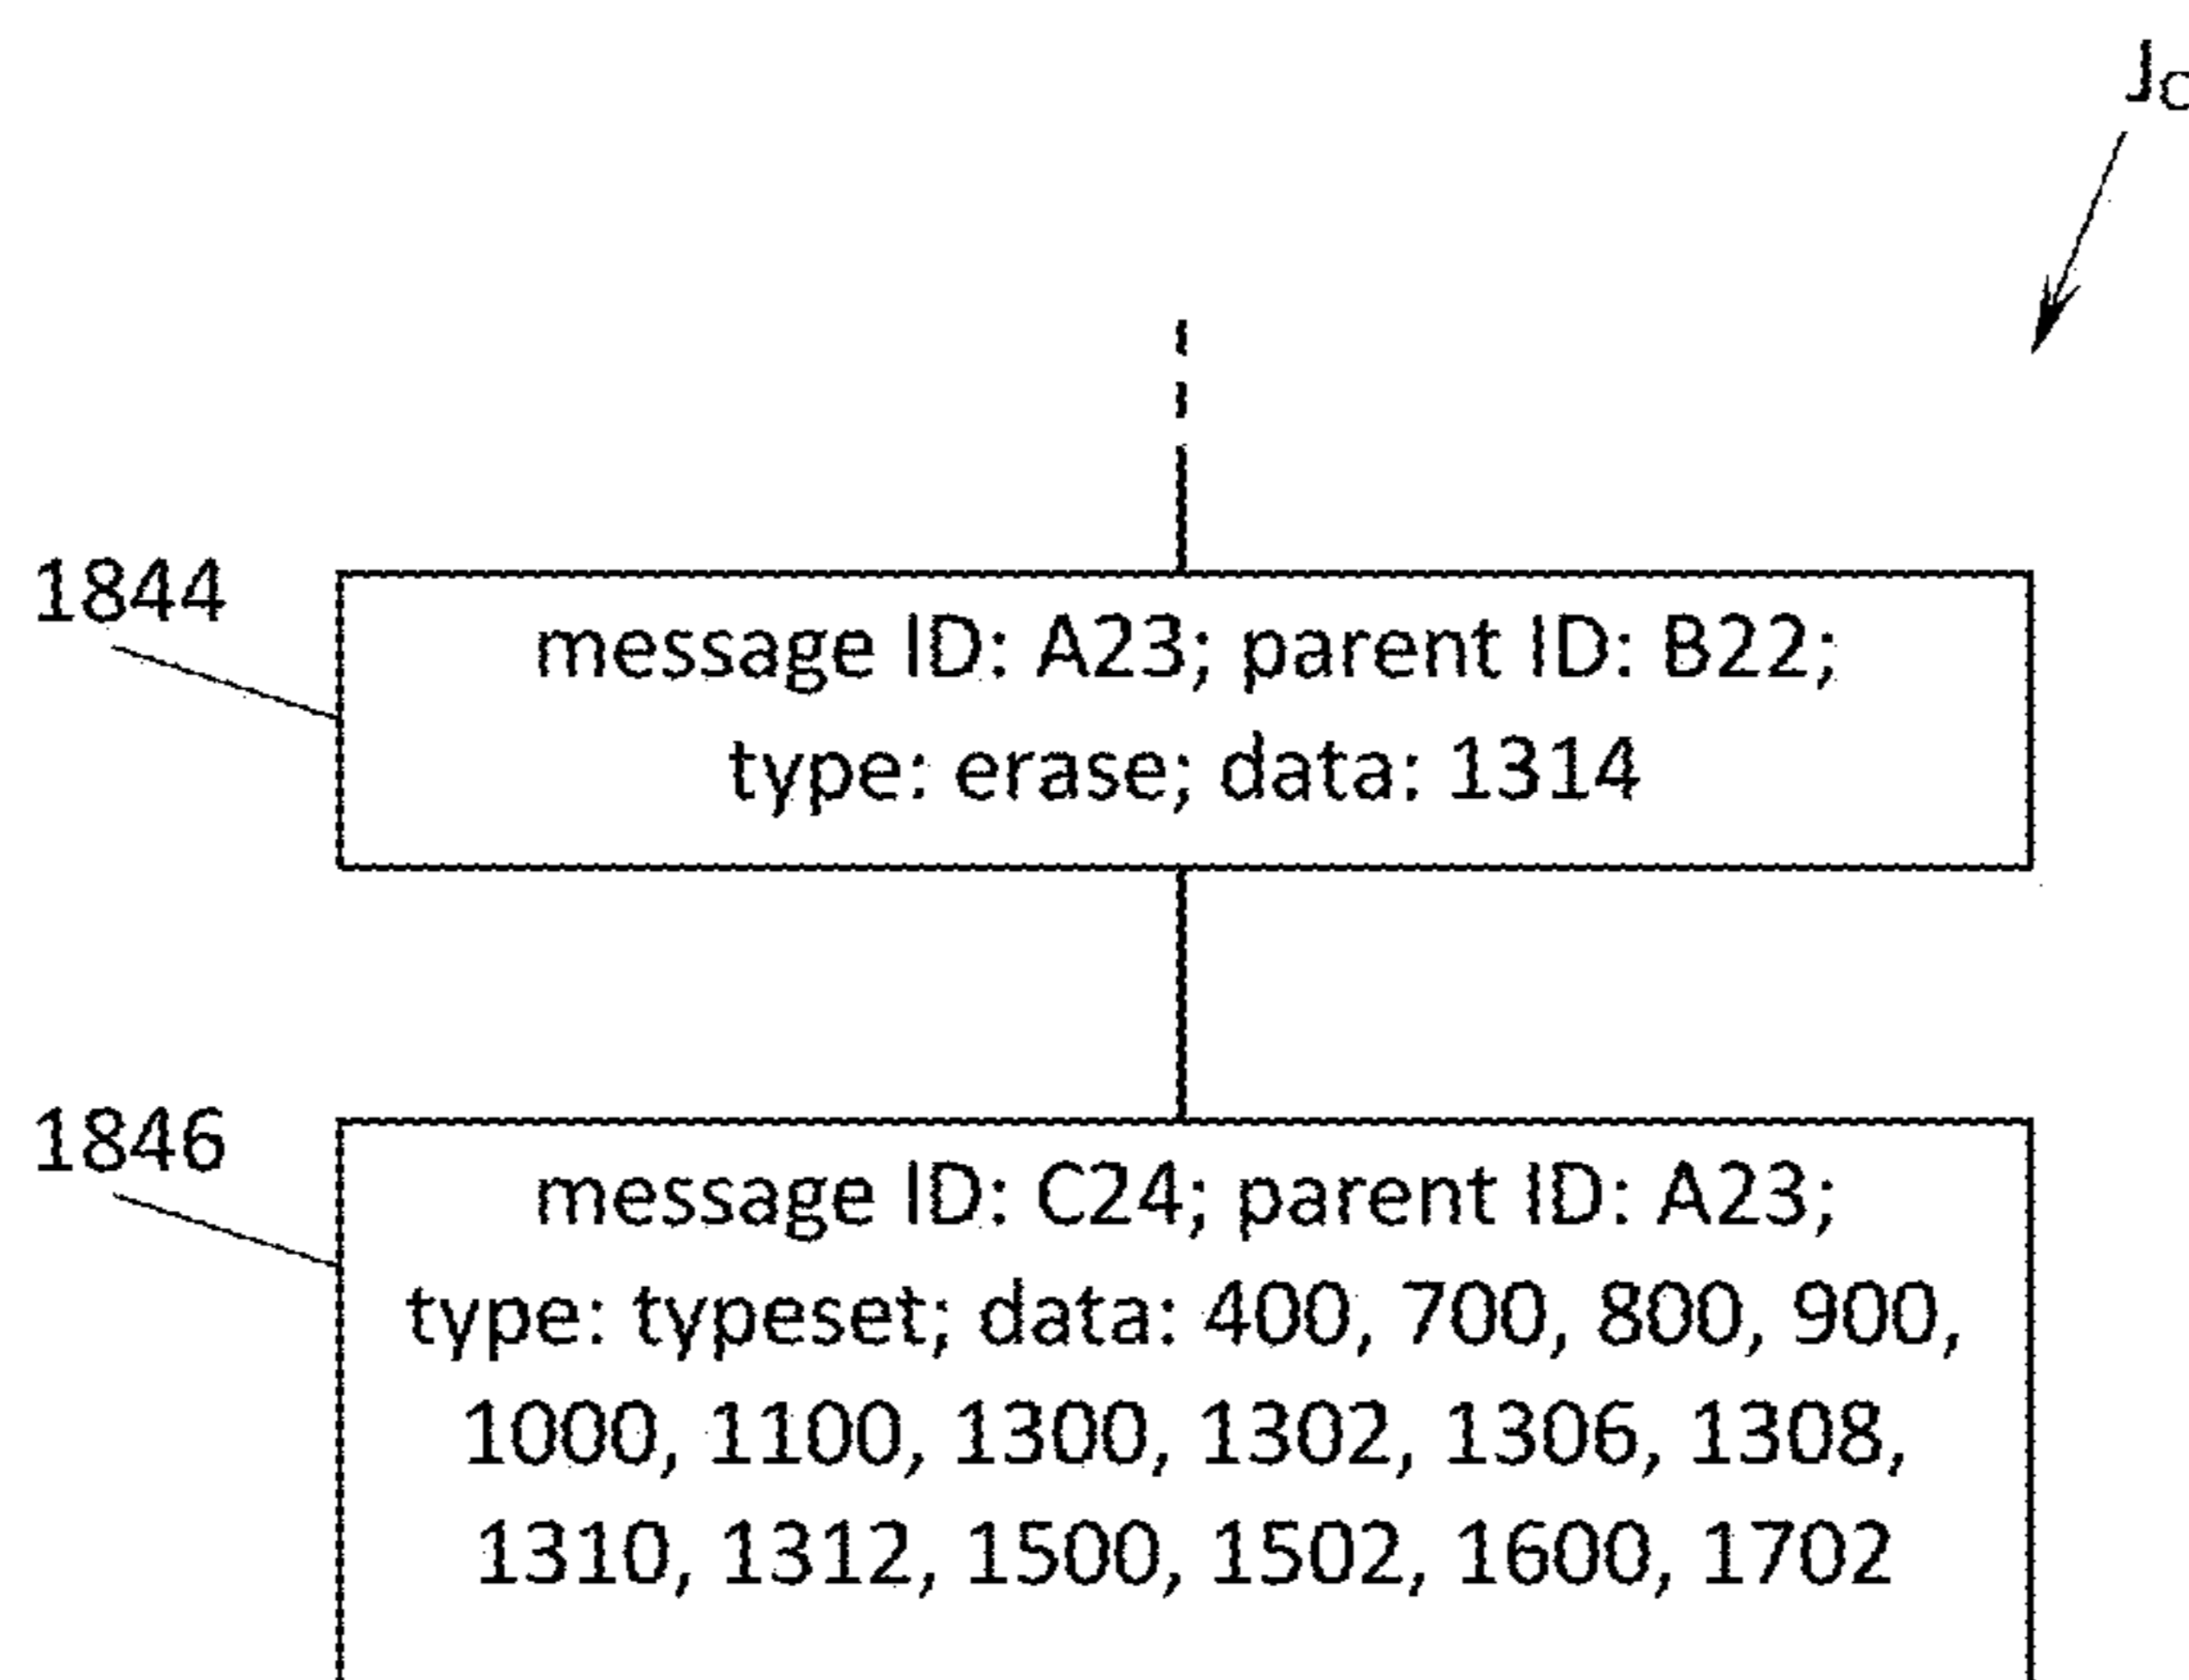 JC
1844
message ID: A23; parent ID: B22;
type: erase; data: 1314
1846
message ID: C24; parent ID: A23;
type: typeset; data: 400, 700, 800, 900,
1000, 1100, 1300, 1302, 1306, 1308,
1310, 1312, 1500, 1502, 1600, 1702